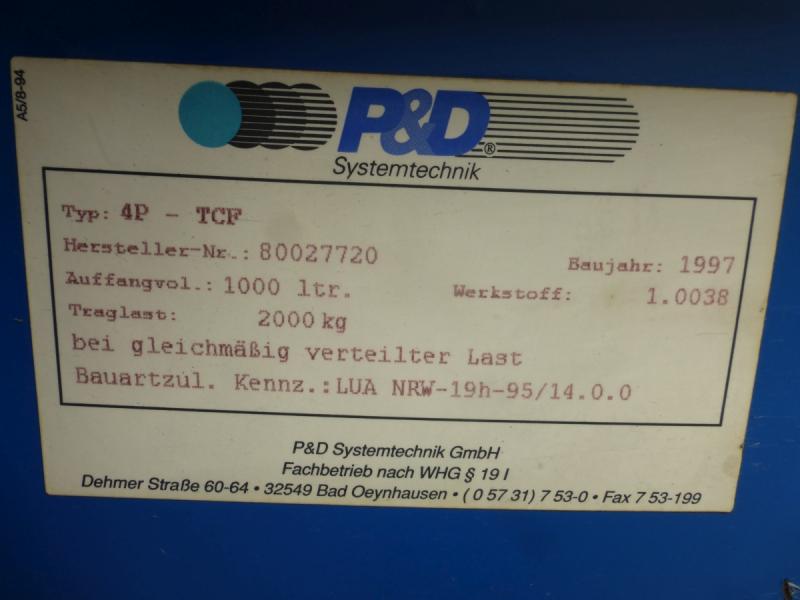 A5/8-94
P&D®
Systemtechnik
Typ: 4P - TCF
Hersteller-Nr.: 80027720 Baujahr: 1997
Auffangvol.: 1000 ltr. Werkstoff: 1.0038
Traglast: 2000 kg
bei gleichmäßig verteilter Last
Bauartzul. Kennz.: LUA NRW-19h-95/14.0.0
P&D Systemtechnik GmbH
Fachbetrieb nach WHG § 19 l
Dehmer Straße 60-64 • 32549 Bad Oeynhausen • ( 0 57 31) 7 53-0 • Fax 7 53-199